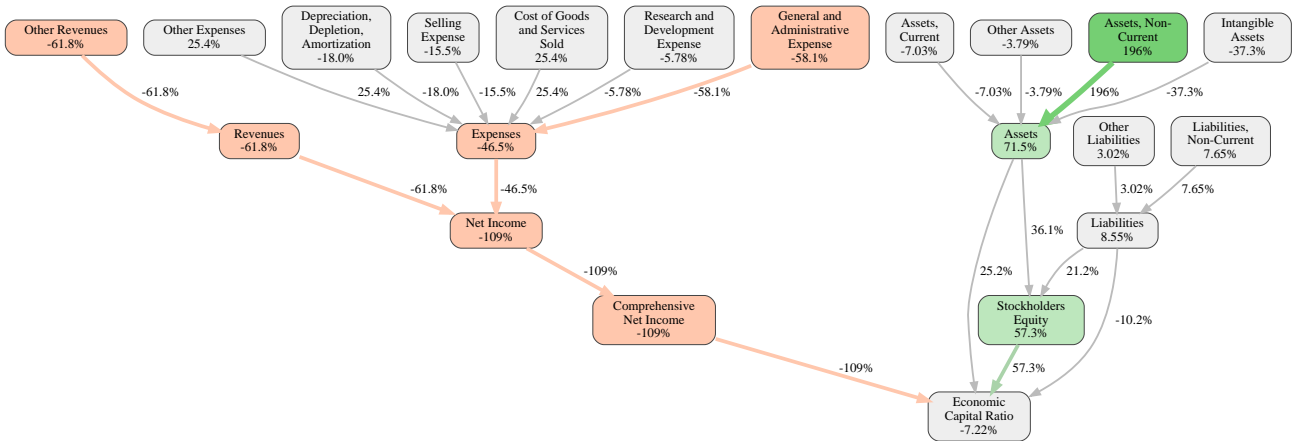 Other Revenues
-61.8%
Other Expenses
25.4%
Depreciation,
Depletion,
Amortization
-18.0%
Selling
Expense
-15.5%
Cost of Goods
and Services
Sold
25.4%
Research and
Development
Expense
-5.78%
General and
Administrative
Expense
-58.1%
Assets,
Current
-7.03%
Other Assets
-3.79%
Assets, Non-
Current
196%
Intangible
Assets
-37.3%
-61.8%
25.4%
-18.0%
-15.5%
25.4%
-5.78%
-58.1%
-7.03%
-3.79%
196%
-37.3%
Revenues
-61.8%
Expenses
-46.5%
Assets
71.5%
Other
Liabilities
3.02%
Liabilities,
Non-Current
7.65%
-61.8%
-46.5%
3.02%
7.65%
Net Income
-109%
36.1%
Liabilities
8.55%
-109%
25.2%
21.2%
Comprehensive
Net Income
-109%
Stockholders
Equity
57.3%
-10.2%
-109%
57.3%
Economic
Capital Ratio
-7.22%